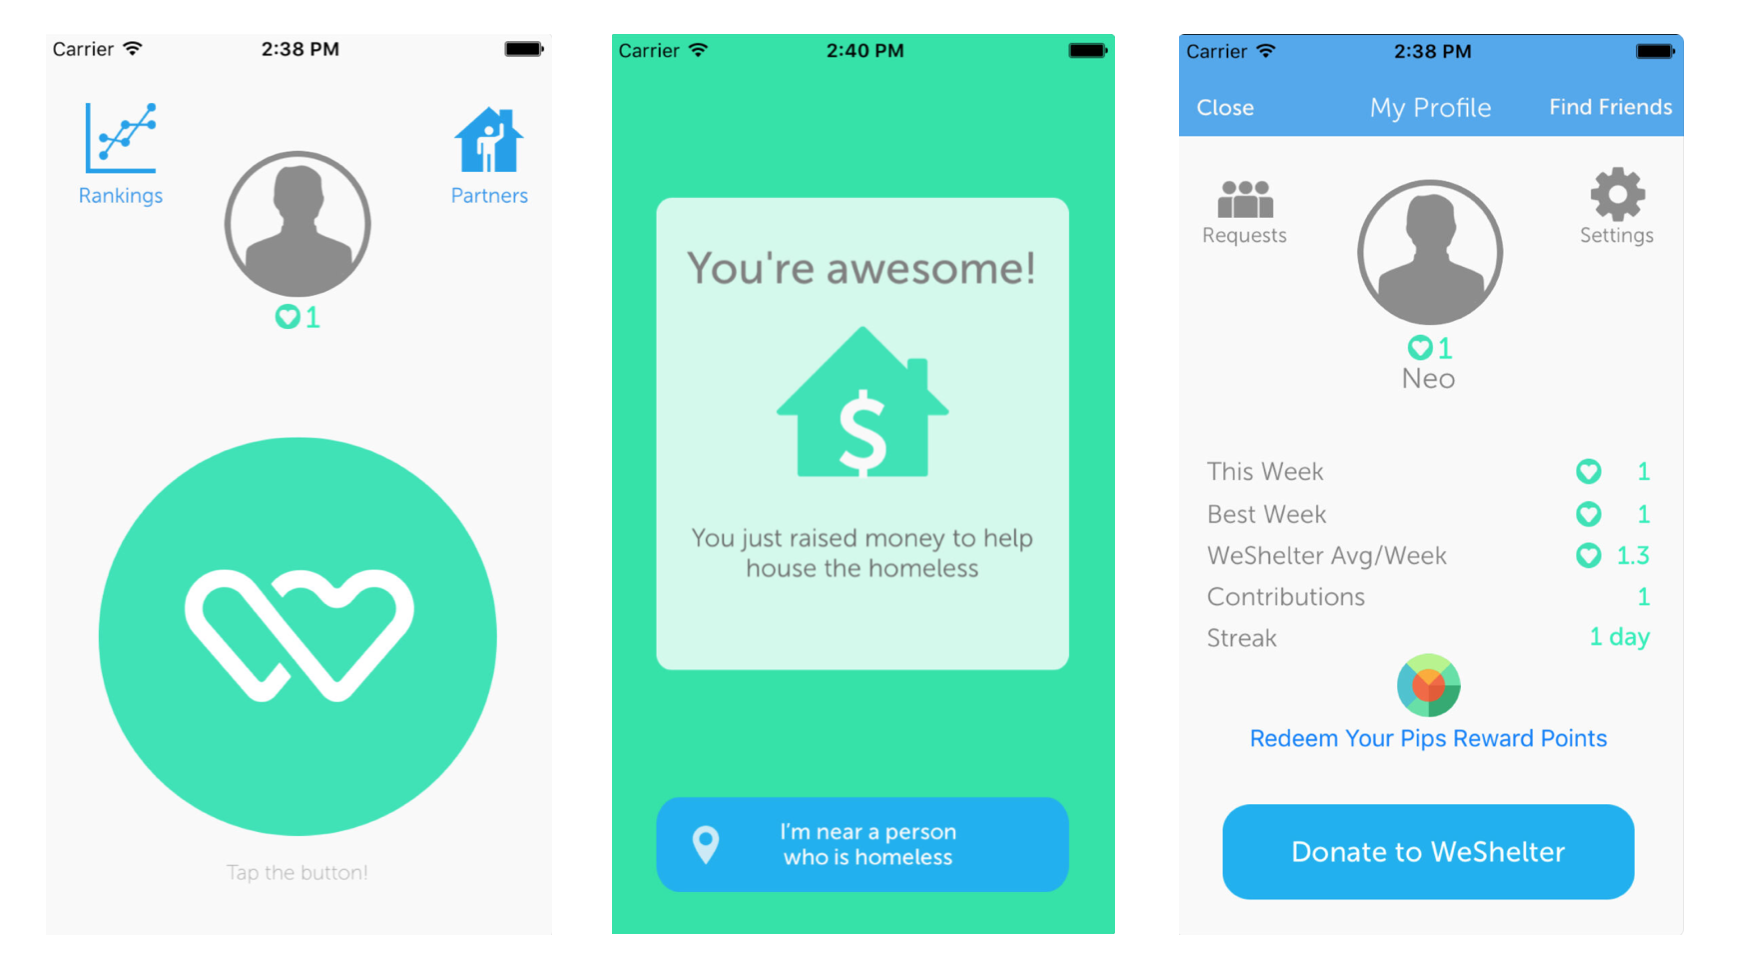 Carrier 2:38 PM
Rankings
Partners
1
Tap the button!
Carrier 2:40 PM
You're awesome!
$
You just raised money to help
house the homeless
I'm near a person
who is homeless
Carrier 2:38 PM
Close My Profile Find Friends
Requests
Settings
1
Neo
This Week 1
Best Week 1
WeShelter Avg/Week 1.3
Contributions 1
Streak 1 day
Redeem Your Pips Reward Points
Donate to WeShelter